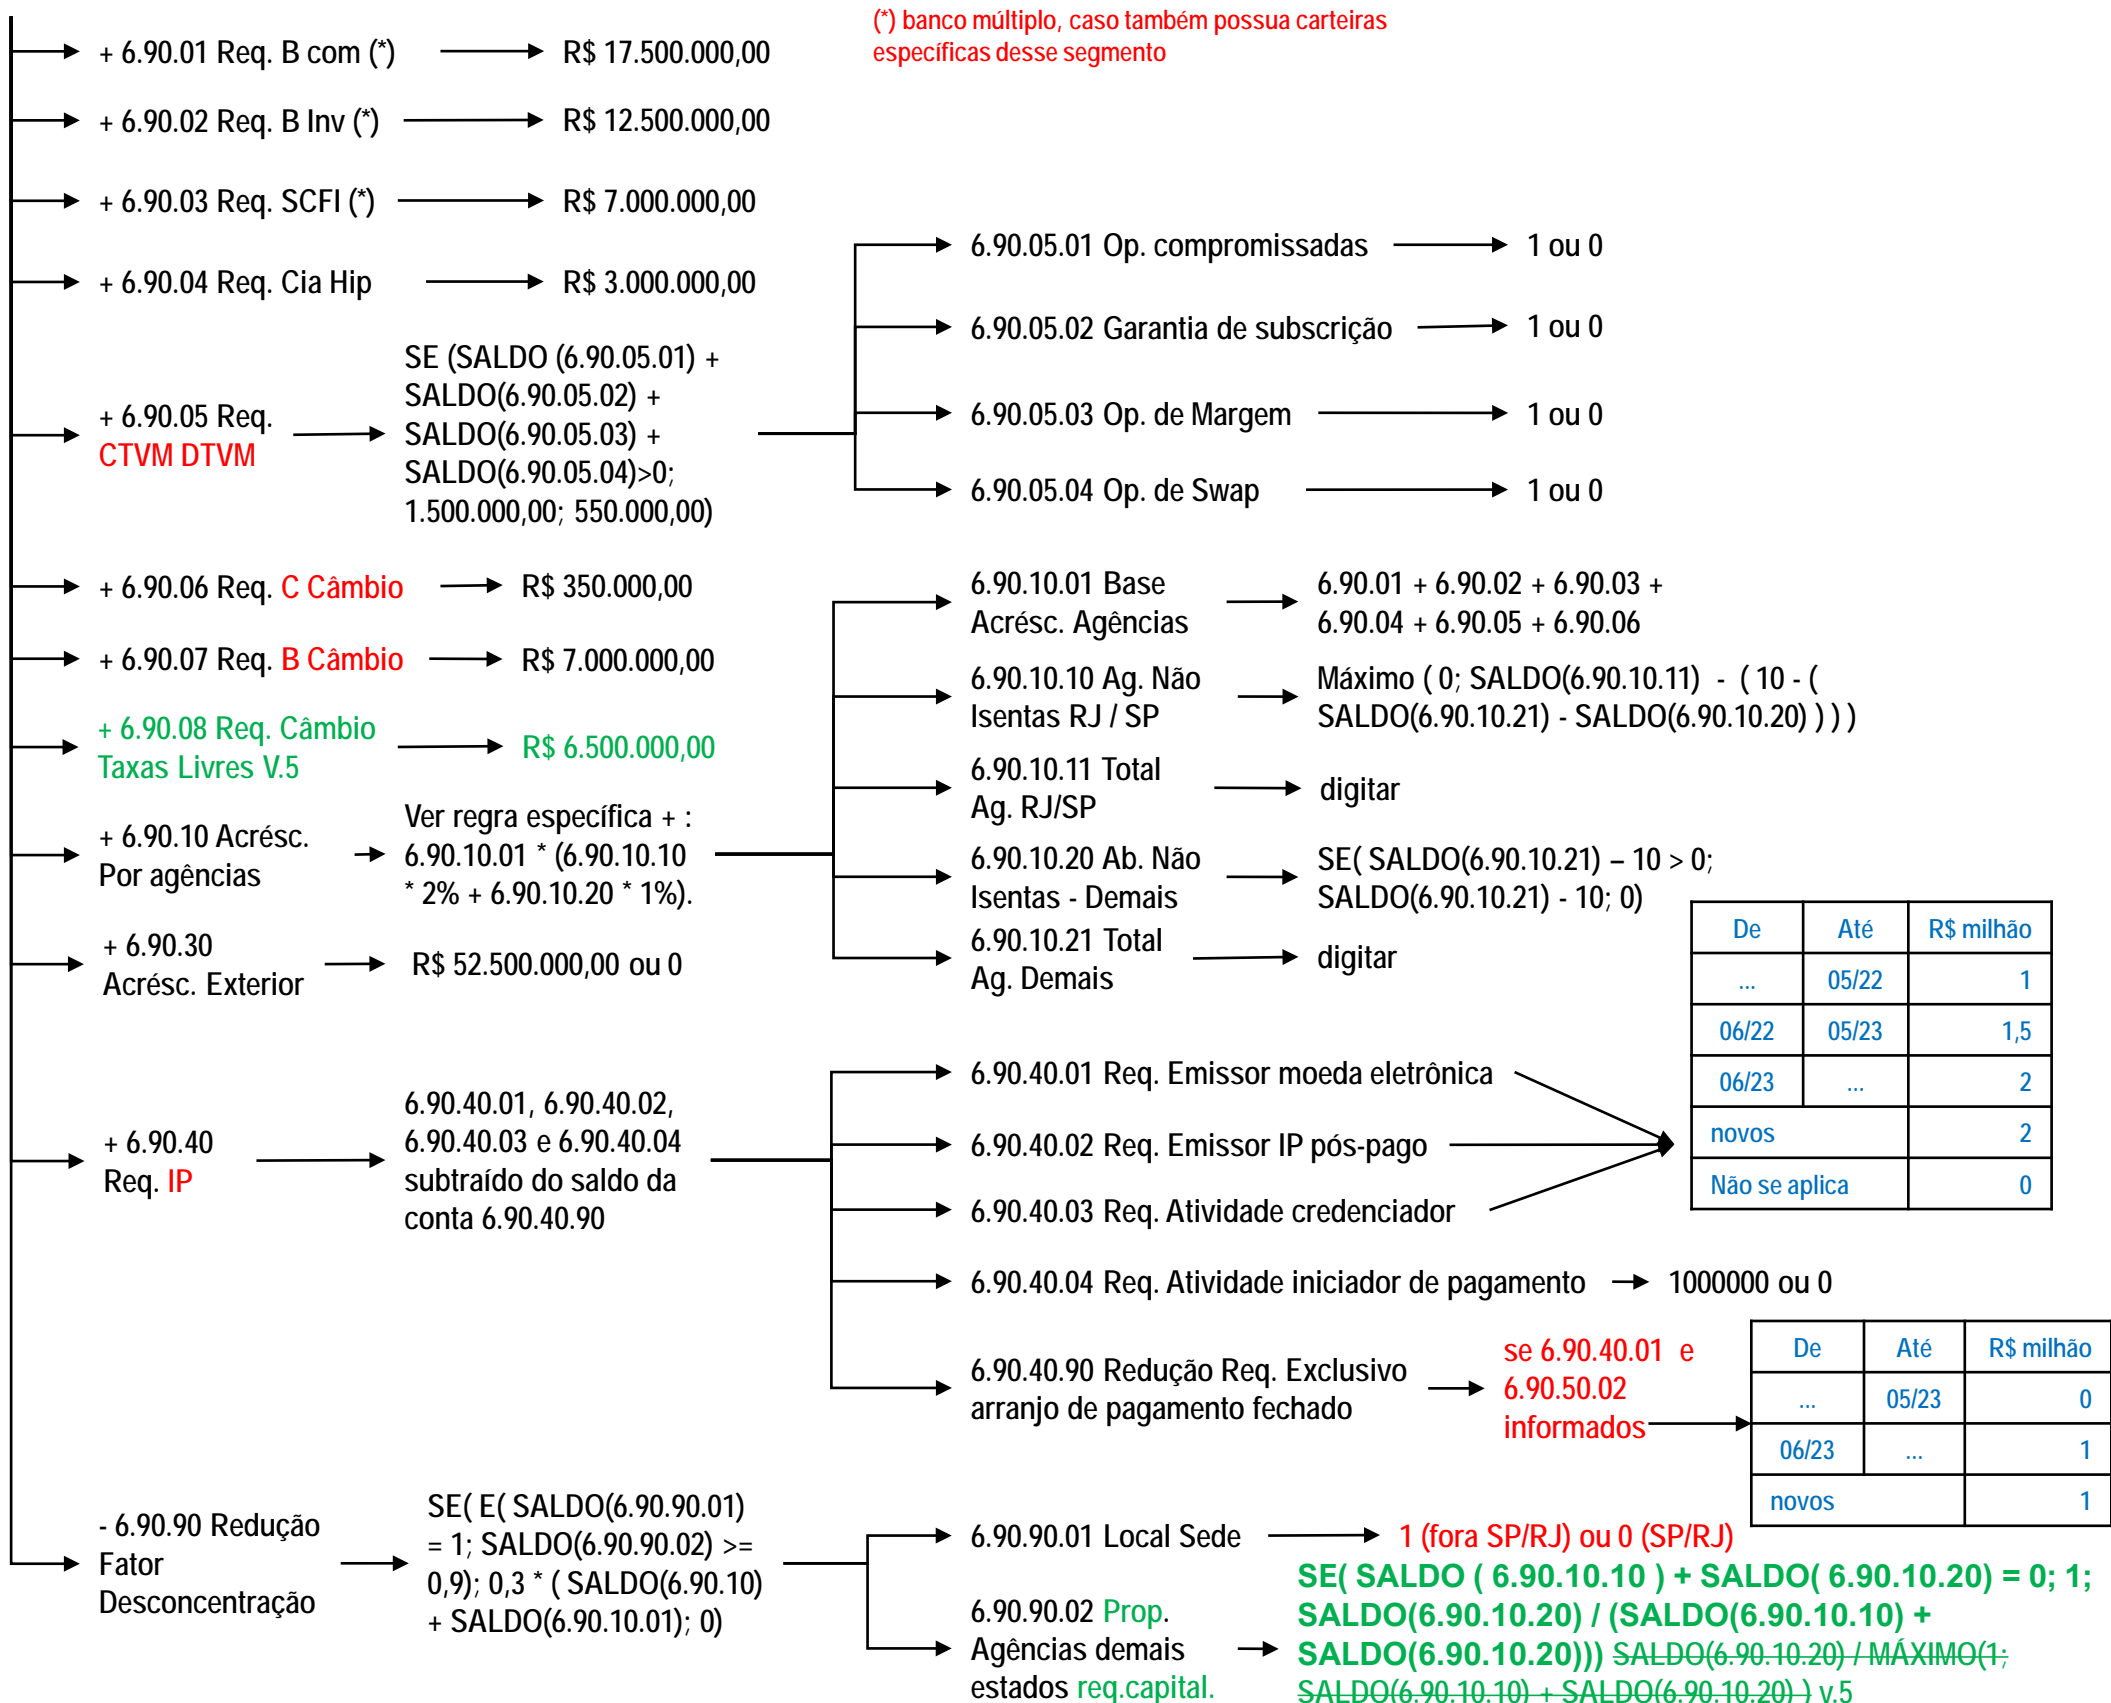 (*) banco múltiplo, caso também possua carteiras
específicas desse segmento
+ 6.90.01 Req. B com (*)
R$ 17.500.000,00
+ 6.90.02 Req. B Inv (*)
R$ 12.500.000,00
+ 6.90.03 Req. SCFI (*)
R$ 7.000.000,00
+ 6.90.04 Req. Cia Hip
R$ 3.000.000,00
+ 6.90.05 Req.
CTVM DTVM
SE (SALDO (6.90.05.01) +
SALDO(6.90.05.02) +
SALDO(6.90.05.03) +
SALDO(6.90.05.04)>0;
1.500.000,00; 550.000,00)
6.90.05.01 Op. compromissadas
1 ou 0
6.90.05.02 Garantia de subscrição
1 ou 0
6.90.05.03 Op. de Margem
1 ou 0
6.90.05.04 Op. de Swap
1 ou 0
+ 6.90.06 Req. C Câmbio
R$ 350.000,00
+ 6.90.07 Req. B Câmbio
R$ 7.000.000,00
+ 6.90.08 Req. Câmbio
Taxas Livres V.5
R$ 6.500.000,00
+ 6.90.10 Acrésc.
Por agências
Ver regra específica + :
6.90.10.01 * (6.90.10.10
* 2% + 6.90.10.20 * 1%).
6.90.10.01 Base
Acrésc. Agências
6.90.01 + 6.90.02 + 6.90.03 +
6.90.04 + 6.90.05 + 6.90.06
6.90.10.10 Ag. Não
Isentas RJ / SP
Máximo ( 0; SALDO(6.90.10.11) - ( 10 - (
SALDO(6.90.10.21) - SALDO(6.90.10.20) ) ) )
6.90.10.11 Total
Ag. RJ/SP
digitar
6.90.10.20 Ab. Não
Isentas - Demais
SE( SALDO(6.90.10.21) – 10 > 0;
SALDO(6.90.10.21) - 10; 0)
6.90.10.21 Total
Ag. Demais
digitar
+ 6.90.30
Acrésc. Exterior
R$ 52.500.000,00 ou 0
De Até R$ milhão
... 05/22 1
06/22 05/23 1,5
06/23 ... 2
novos 2
Não se aplica 0
+ 6.90.40
Req. IP
6.90.40.01, 6.90.40.02,
6.90.40.03 e 6.90.40.04
subtraído do saldo da
conta 6.90.40.90
6.90.40.01 Req. Emissor moeda eletrônica
6.90.40.02 Req. Emissor IP pós-pago
6.90.40.03 Req. Atividade credenciador
6.90.40.04 Req. Atividade iniciador de pagamento
1000000 ou 0
6.90.40.90 Redução Req. Exclusivo
arranjo de pagamento fechado
se 6.90.40.01 e
6.90.50.02
informados
De Até R$ milhão
... 05/23 0
06/23 ... 1
novos 1
- 6.90.90 Redução
Fator
Desconcentração
SE( E( SALDO(6.90.90.01)
= 1; SALDO(6.90.90.02) >=
0,9); 0,3 * ( SALDO(6.90.10)
+ SALDO(6.90.10.01); 0)
6.90.90.01 Local Sede
1 (fora SP/RJ) ou 0 (SP/RJ)
6.90.90.02 Prop.
Agências demais
estados req.capital.
SE( SALDO ( 6.90.10.10 ) + SALDO( 6.90.10.20) = 0; 1;
SALDO(6.90.10.20) / (SALDO(6.90.10.10) +
SALDO(6.90.10.20))) SALDO(6.90.10.20) / MÁXIMO(1;
SALDO(6.90.10.10) + SALDO(6.90.10.20) ) v.5